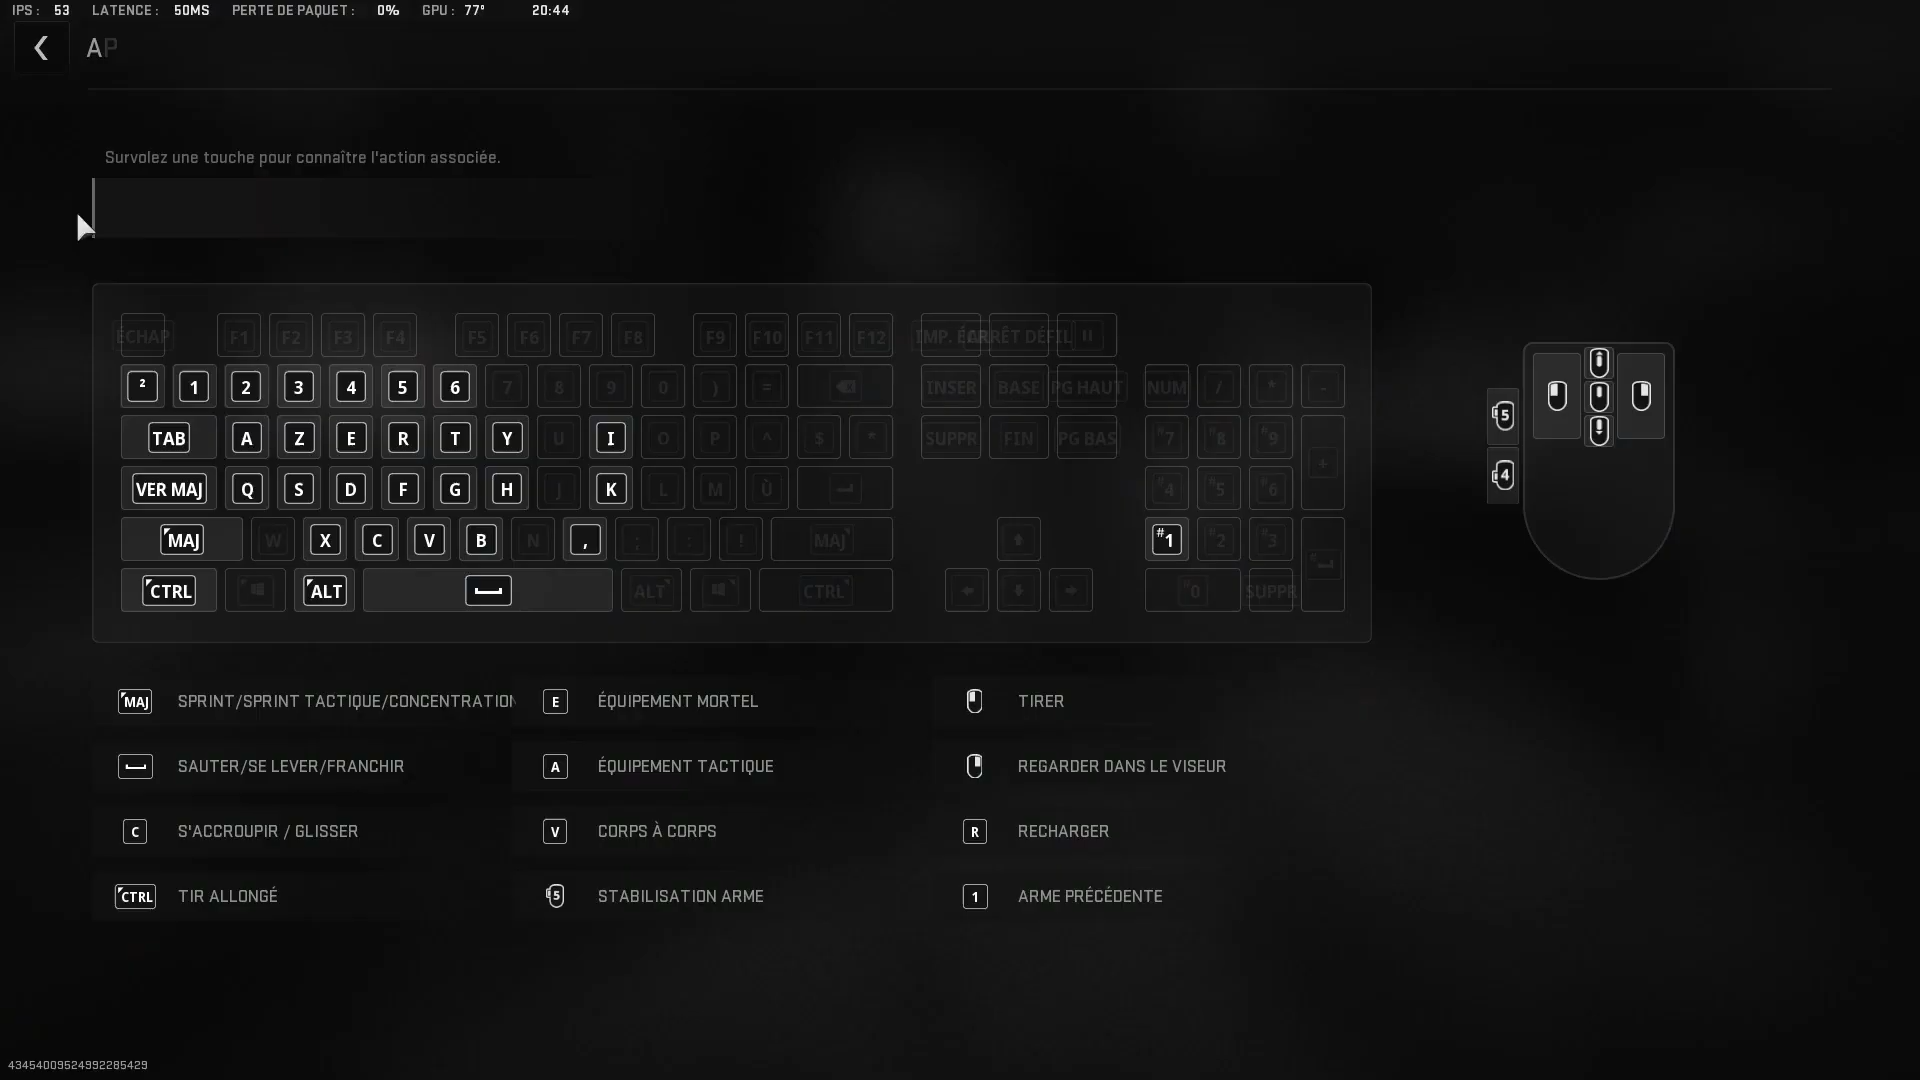 IPS : 53 LATENCE : 50MS PERTE DE PAQUET : 0% GPU : 77° 20:44
AP
Survolez une touche pour connaître l'action associée.
ÉCHAP F1 F2 F3 F4 F5 F6 F7 F8 F9 F10 F11 F12 ARRÊT DÉFIL
² 1 2 3 4 5 6 7 8 9 0 ) = INSER BASE PG HAUT NUM / * -
TAB A Z E R T Y U I O P ^ $ * SUPPR FIN PG BAS #7 #8 #9 +
VER MAJ Q S D F G H J K L M Ù #4 #5 #6
MAJ W X C V B N , ; : ! MAJ #1 #2 #3
CTRL ALT ALT CTRL #0 SUPPR
5
4
MAJ SPRINT/SPRINT TACTIQUE/CONCENTRATION E ÉQUIPEMENT MORTEL TIRER
SAUTER/SE LEVER/FRANCHIR A ÉQUIPEMENT TACTIQUE REGARDER DANS LE VISEUR
C S'ACCROUPIR / GLISSER V CORPS À CORPS R RECHARGER
CTRL TIR ALLONGÉ 5 STABILISATION ARME 1 ARME PRÉCÉDENTE
43454009524992285429